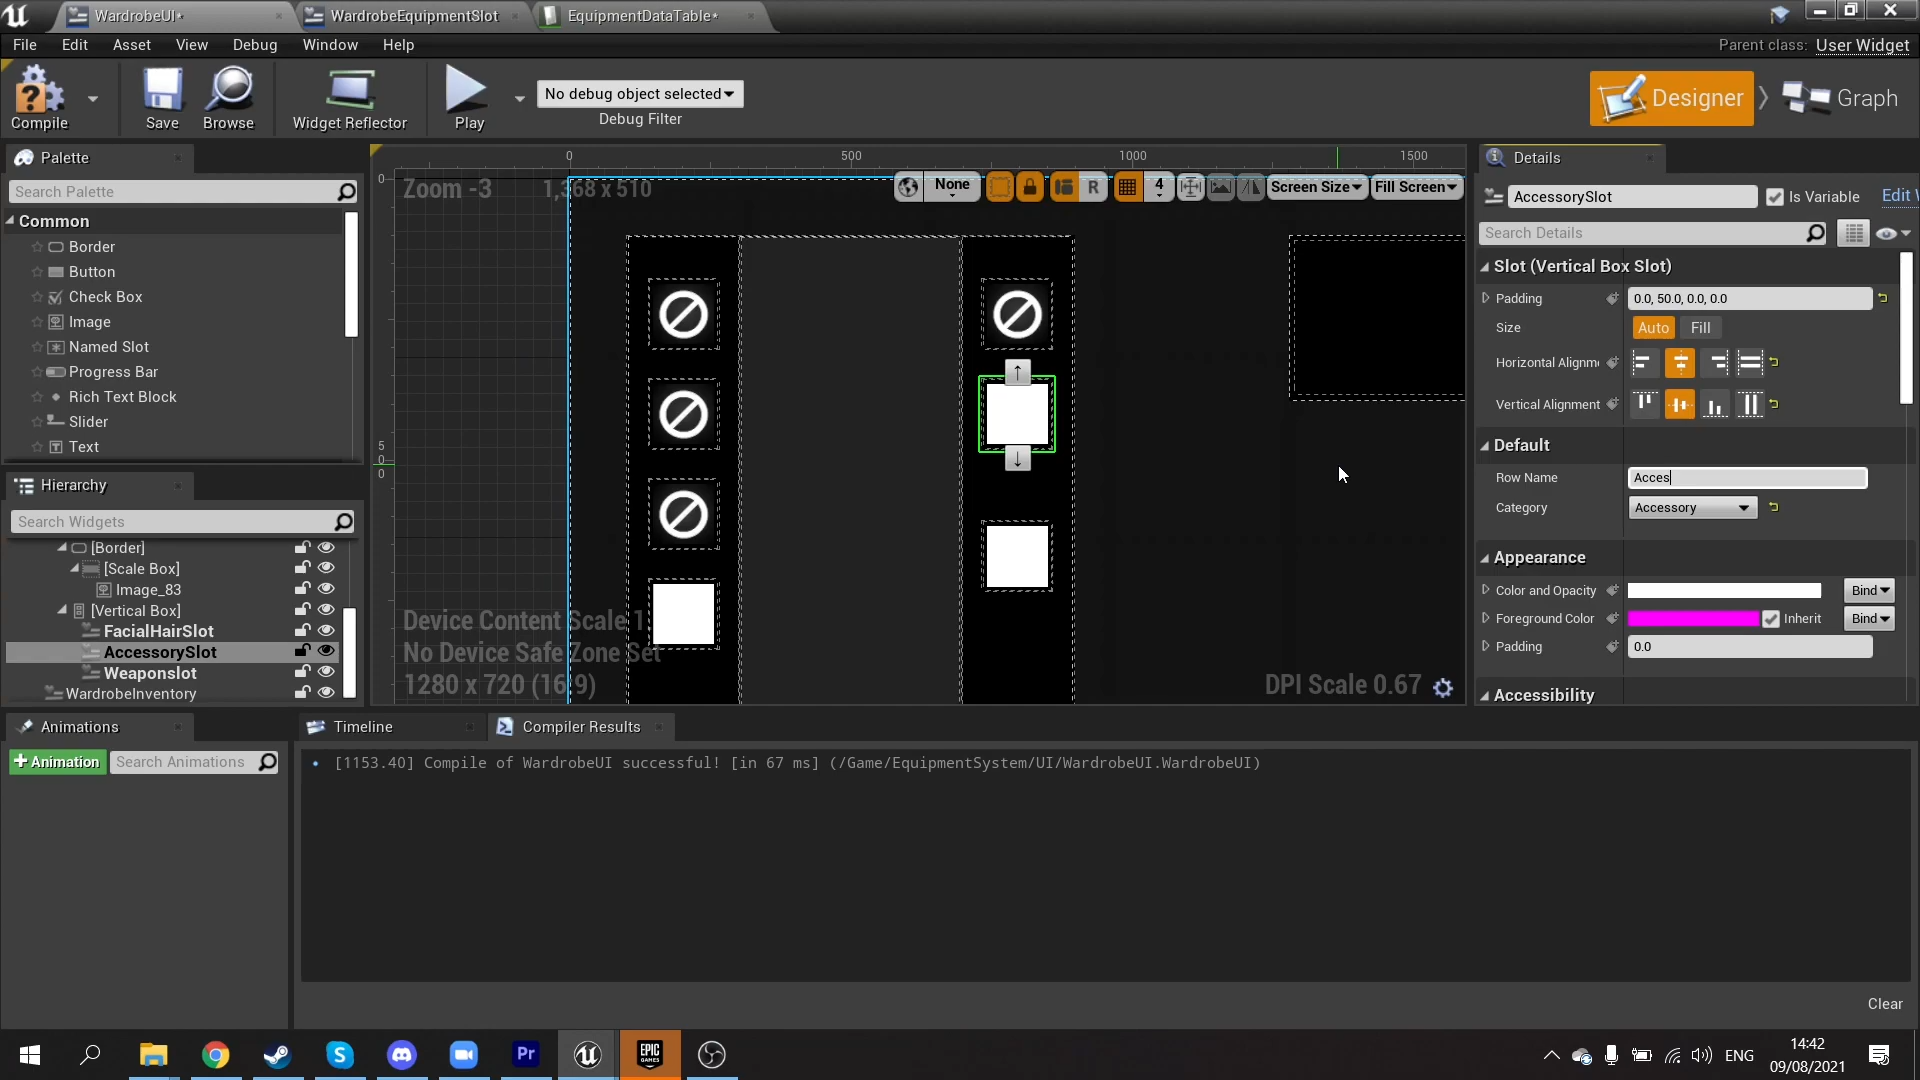 WardrobeUI*
WardrobeEquipmentSlot
EquipmentDataTable*
File Edit Asset View Debug Window Help
Parent class: User Widget
Compile
Save
Browse
Widget Reflector
Play
No debug object selected
Debug Filter
Designer
Graph
Palette
Search Palette
Common
Border
Button
Check Box
Image
Named Slot
Progress Bar
Rich Text Block
Slider
Text
Hierarchy
Search Widgets
[Border]
[Scale Box]
Image_83
[Vertical Box]
FacialHairSlot
AccessorySlot
Weaponslot
WardrobeInventory
0 500 1000 1500
Zoom -3
1,368 x 510
None
R
4
Screen Size
Fill Screen
0
500
Device Content Scale 1
No Device Safe Zone Set
1280 x 720 (16:9)
DPI Scale 0.67
Details
AccessorySlot
Is Variable
Edit W
Search Details
Slot (Vertical Box Slot)
Padding
0.0, 50.0, 0.0, 0.0
Size
Auto
Fill
Horizontal Alignm
Vertical Alignment
Default
Row Name
Acces
Category
Accessory
Appearance
Color and Opacity
Bind
Foreground Color
Inherit
Bind
Padding
0.0
Accessibility
Animations
+Animation
Search Animations
Timeline
Compiler Results
[1153.40] Compile of WardrobeUI successful! [in 67 ms] (/Game/EquipmentSystem/UI/WardrobeUI.WardrobeUI)
Clear
Pr
EPIC
GAMES
ENG
14:42
09/08/2021